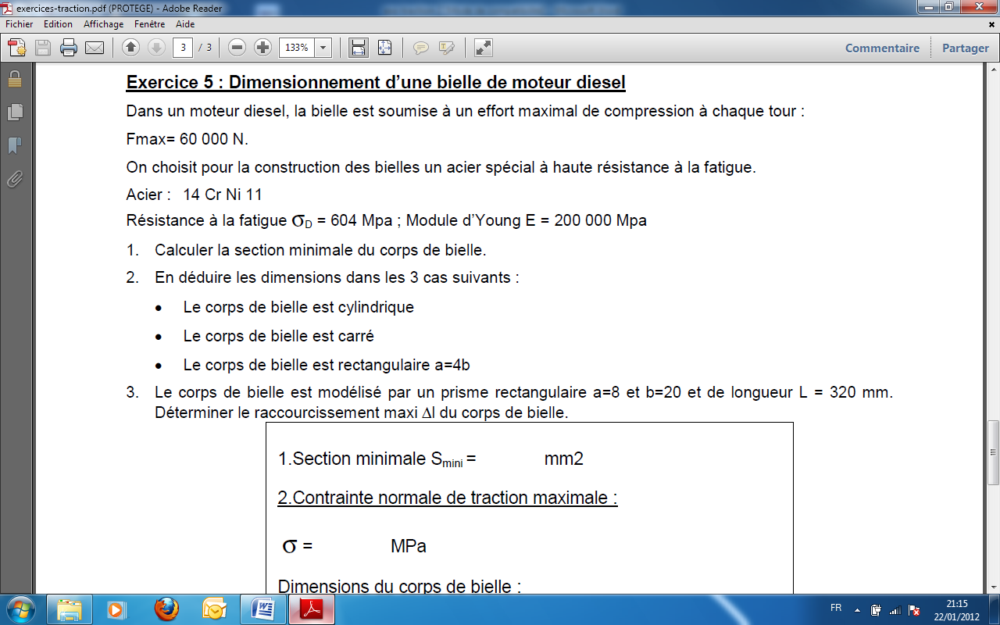 exercices-traction.pdf (PROTEGE) - Adobe Reader
Fichier Edition Affichage Fenêtre Aide
3 / 3 133% Commentaire Partager
Exercice 5 : Dimensionnement d’une bielle de moteur diesel
Dans un moteur diesel, la bielle est soumise à un effort maximal de compression à chaque tour :
Fmax= 60 000 N.
On choisit pour la construction des bielles un acier spécial à haute résistance à la fatigue.
Acier : 14 Cr Ni 11
Résistance à la fatigue σD = 604 Mpa ; Module d’Young E = 200 000 Mpa
1. Calculer la section minimale du corps de bielle.
2. En déduire les dimensions dans les 3 cas suivants :
• Le corps de bielle est cylindrique
• Le corps de bielle est carré
• Le corps de bielle est rectangulaire a=4b
3. Le corps de bielle est modélisé par un prisme rectangulaire a=8 et b=20 et de longueur L = 320 mm.
Déterminer le raccourcissement maxi ∆l du corps de bielle.
1.Section minimale Smini = mm2
2.Contrainte normale de traction maximale :
σ = MPa
Dimensions du corps de bielle :
FR 21:15
22/01/2012